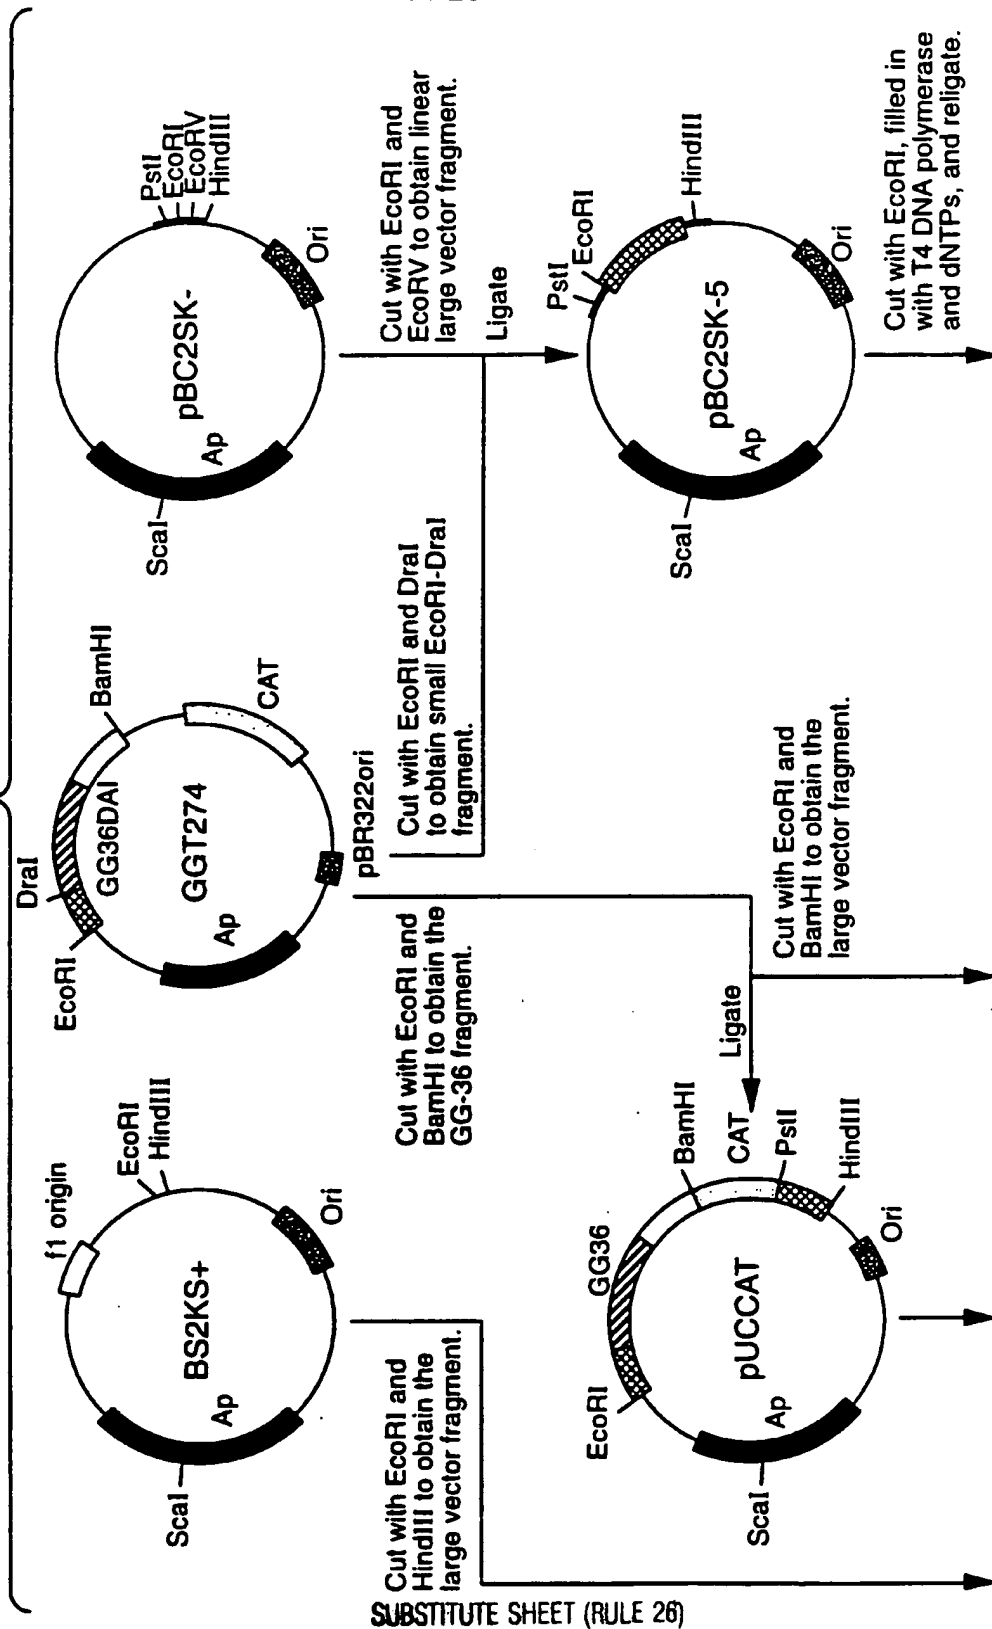 BS2KS+
f1 origin
EcoRI
HindIII
Ori
Ap
ScaI
Cut with EcoRI and
HindIII to obtain the
large vector fragment.
GGT274
GG36DAI
DraI
EcoRI
BamHI
CAT
pBR322ori
Ap
Cut with EcoRI and
BamHI to obtain the
GG-36 fragment.
Cut with EcoRI and DraI
to obtain small EcoRI-DraI
fragment.
pBC2SK-
PstI
EcoRI
EcoRV
HindIII
Ori
Ap
ScaI
Cut with EcoRI and
EcoRV to obtain linear
large vector fragment.
Ligate
pUCCAT
GG36
EcoRI
BamHI
CAT
PstI
HindIII
Ori
Ap
ScaI
Ligate
Cut with EcoRI and
BamHI to obtain the
large vector fragment.
pBC2SK-5
PstI
EcoRI
HindIII
Ori
Ap
ScaI
Cut with EcoRI, filled in
with T4 DNA polymerase
and dNTPs, and religate.
SUBSTITUTE SHEET (RULE 26)